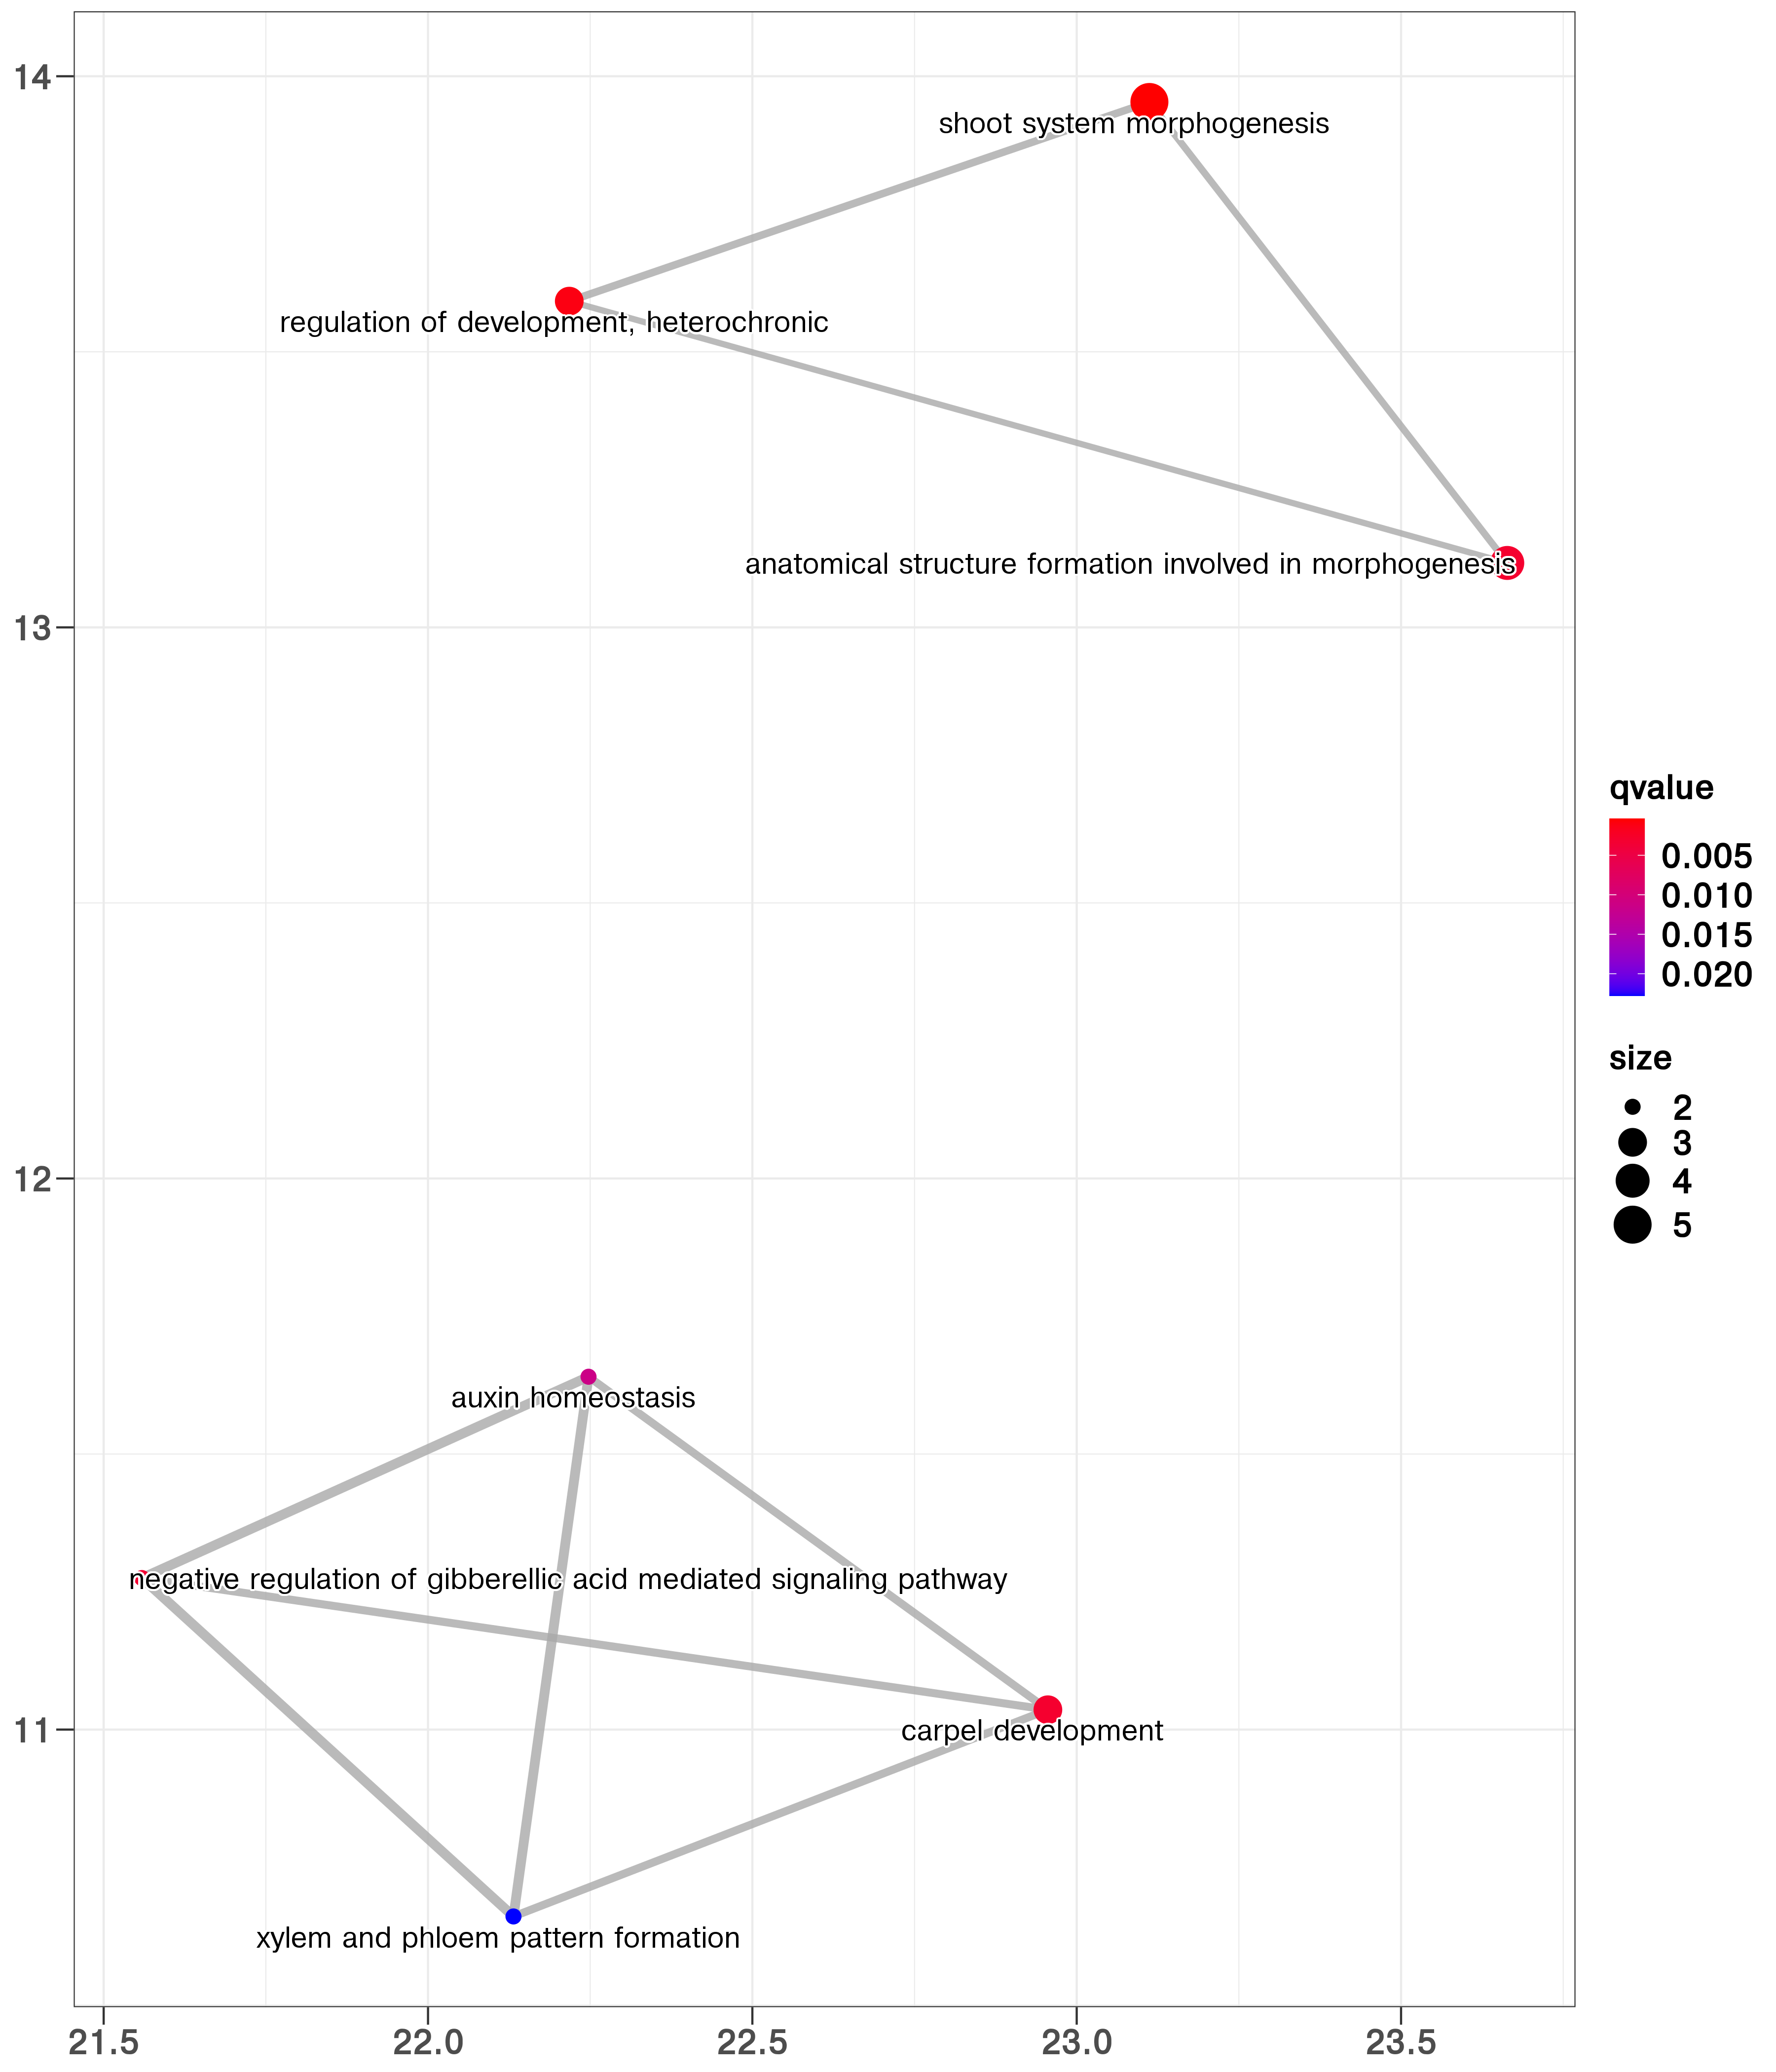 14
shoot system morphogenesis
regulation of development, heterochronic
anatomical structure formation involved in morphogenesis
13
qvalue
0.005
0.010
0.015
0.020
size
2
3
4
5
12
auxin homeostasis
negative regulation of gibberellic acid mediated signaling pathway
11
carpel development
xylem and phloem pattern formation
21.5 22.0 22.5 23.0 23.5